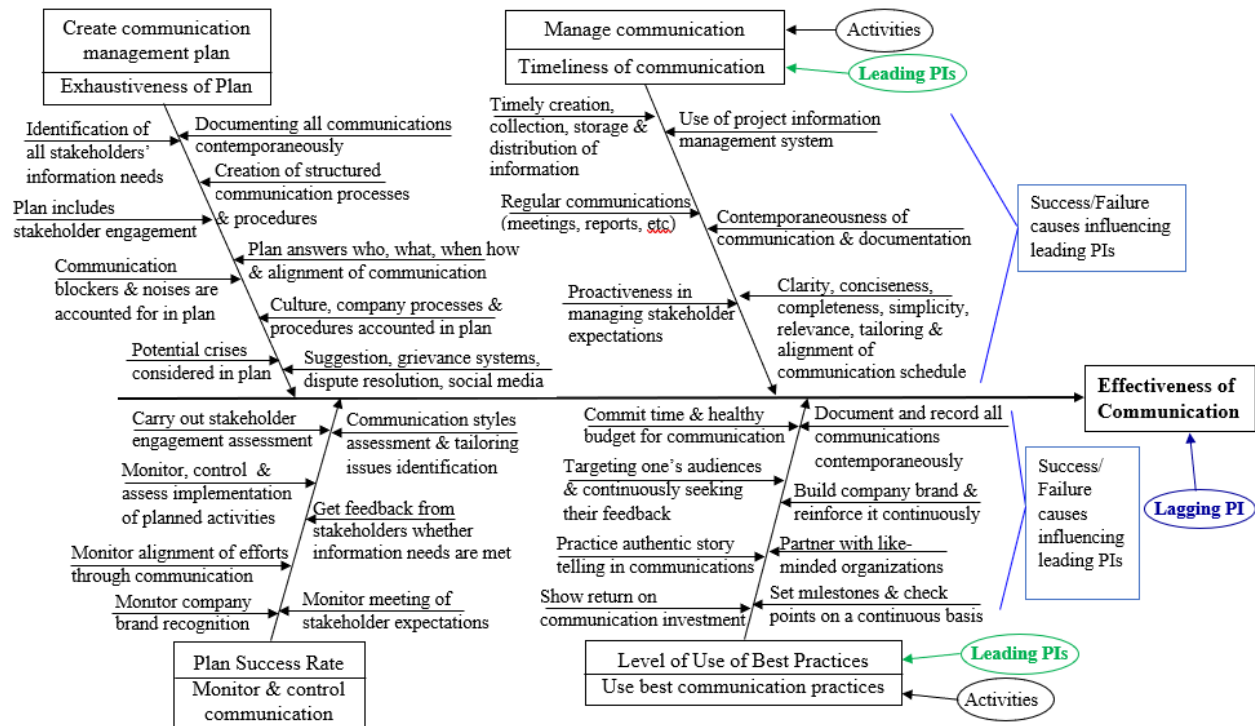 Create communication
management plan
Exhaustiveness of Plan
Manage communication
Timeliness of communication
Activities
Leading PIs
Identification of
all stakeholders’
information needs
Documenting all communications
contemporaneously
Creation of structured
communication processes
& procedures
Plan includes
stakeholder engagement
Plan answers who, what, when how
& alignment of communication
Communication
blockers & noises are
accounted for in plan
Culture, company processes &
procedures accounted in plan
Potential crises
considered in plan
Suggestion, grievance systems,
dispute resolution, social media
Timely creation,
collection, storage &
distribution of
information
Use of project information
management system
Regular communications
(meetings, reports, etc)
Contemporaneousness of
communication & documentation
Proactiveness in
managing stakeholder
expectations
Clarity, conciseness,
completeness, simplicity,
relevance, tailoring &
alignment of
communication schedule
Success/Failure
causes influencing
leading PIs
Effectiveness of
Communication
Lagging PI
Carry out stakeholder
engagement assessment
Communication styles
assessment & tailoring
issues identification
Monitor, control &
assess implementation
of planned activities
Get feedback from
stakeholders whether
information needs are met
Monitor alignment of efforts
through communication
Monitor company
brand recognition
Monitor meeting of
stakeholder expectations
Plan Success Rate
Monitor & control
communication
Commit time & healthy
budget for communication
Document and record all
communications
contemporaneously
Targeting one’s audiences
& continuously seeking
their feedback
Build company brand &
reinforce it continuously
Practice authentic story
telling in communications
Partner with like-
minded organizations
Show return on
communication investment
Set milestones & check
points on a continuous basis
Success/
Failure
causes
influencing
leading PIs
Level of Use of Best Practices
Use best communication practices
Leading PIs
Activities